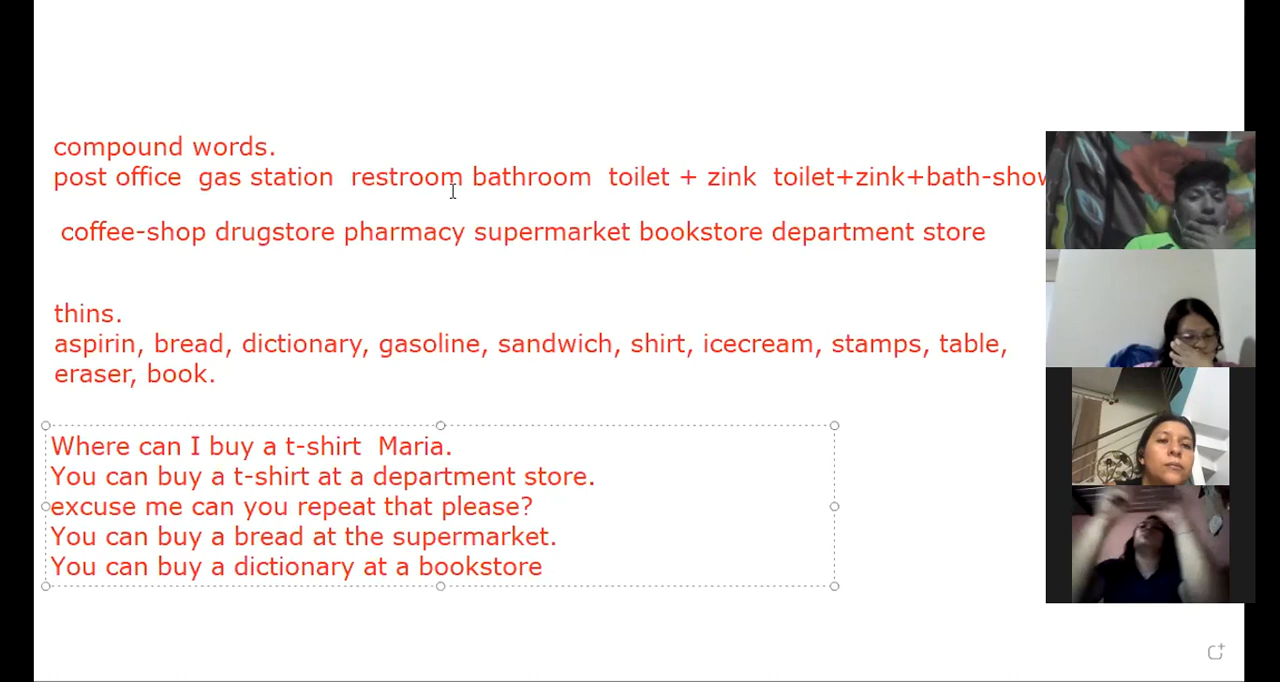 compound words.
post office  gas station  restroom bathroom  toilet + zink  toilet+zink+bath-show
coffee-shop drugstore pharmacy supermarket bookstore department store
thins.
aspirin, bread, dictionary, gasoline, sandwich, shirt, icecream, stamps, table,
eraser, book.
Where can I buy a t-shirt  Maria.
You can buy a t-shirt at a department store.
excuse me can you repeat that please?
You can buy a bread at the supermarket.
You can buy a dictionary at a bookstore